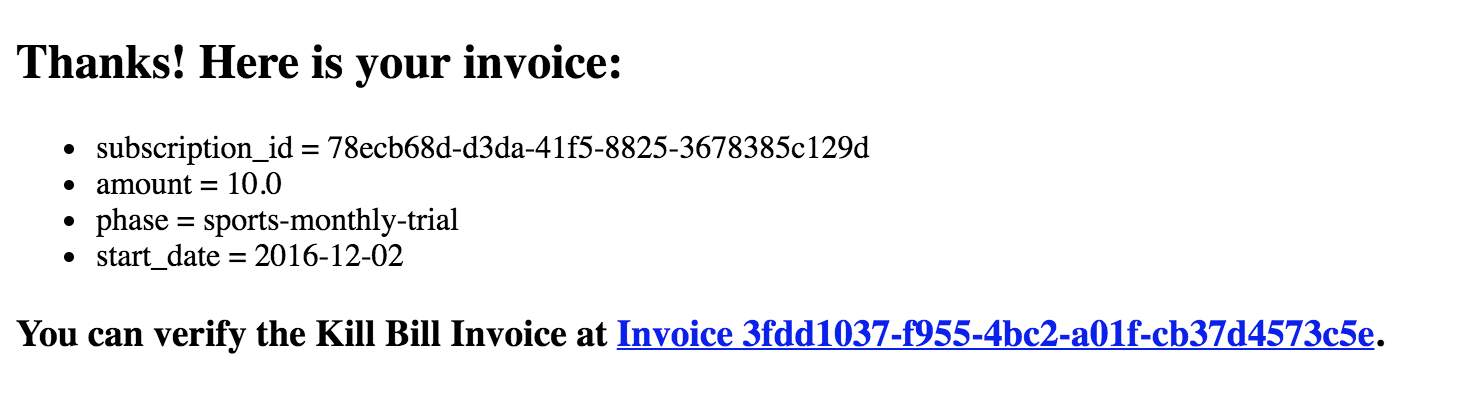 Thanks! Here is your invoice:
• subscription_id = 78ecb68d-d3da-41f5-8825-3678385c129d
• amount = 10.0
• phase = sports-monthly-trial
• start_date = 2016-12-02
You can verify the Kill Bill Invoice at Invoice 3fdd1037-f955-4bc2-a01f-cb37d4573c5e.